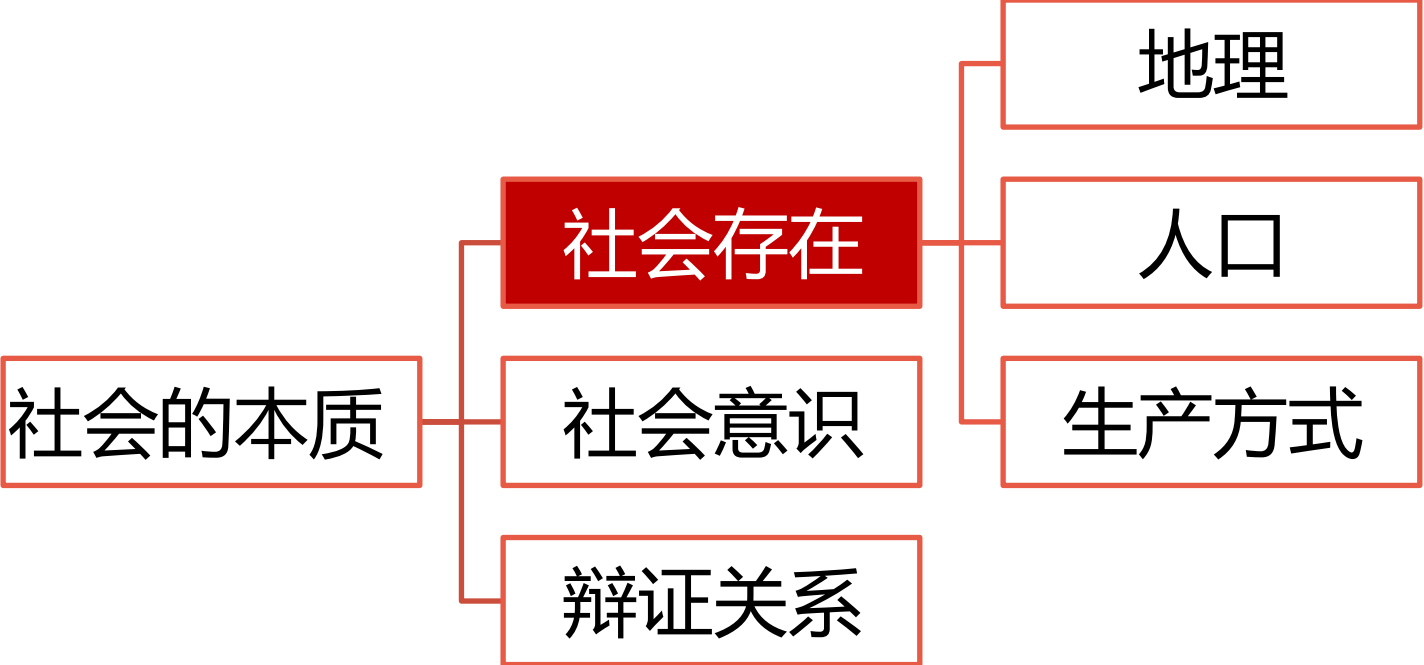 社会的本质
社会存在
地理
人口
生产方式
社会意识
辩证关系